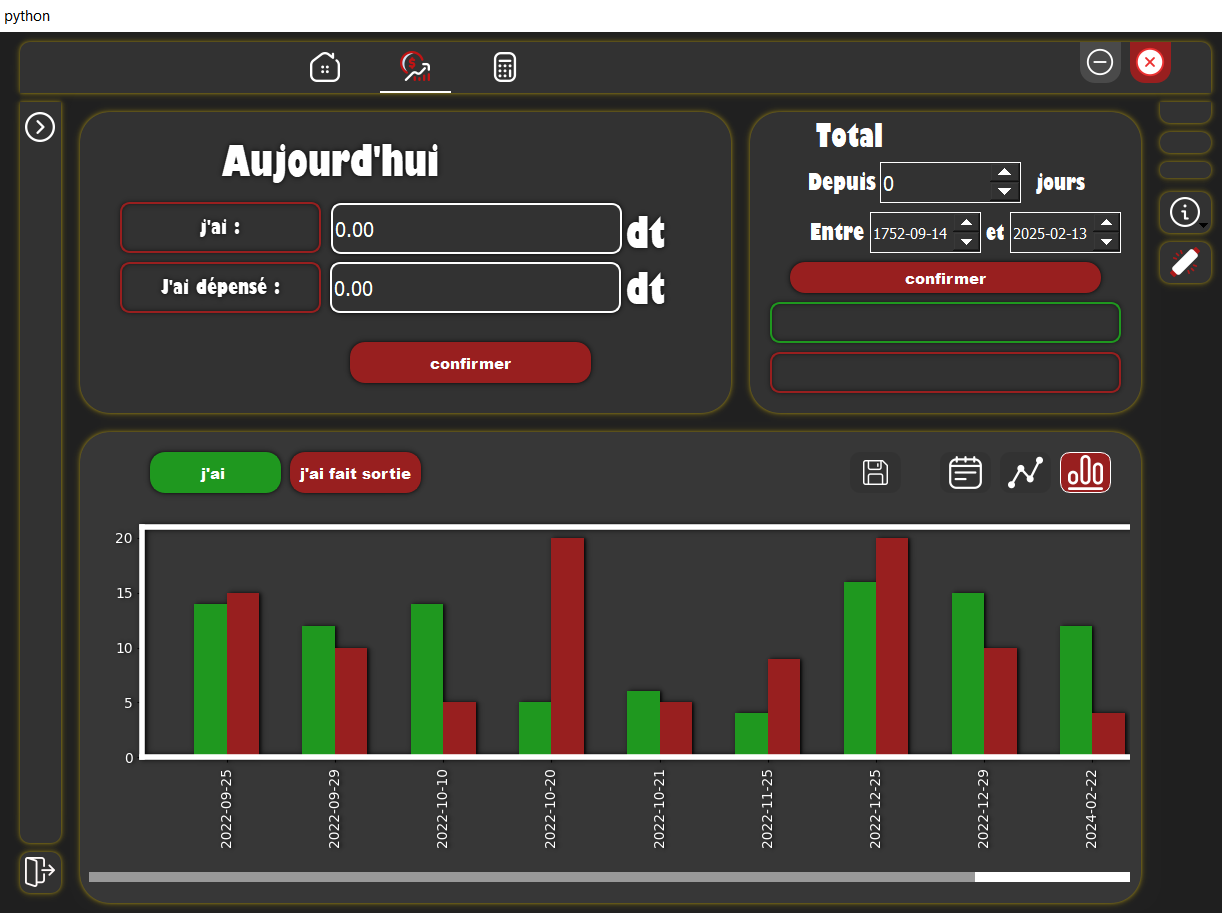 python
Aujourd'hui
j'ai :
0.00
dt
J'ai dépensé :
0.00
dt
confirmer
Total
Depuis 0 jours
Entre 1752-09-14 et 2025-02-13
confirmer
j'ai
j'ai fait sortie
20
15
10
5
0
2022-09-25
2022-09-29
2022-10-10
2022-10-20
2022-10-21
2022-11-25
2022-12-25
2022-12-29
2024-02-22